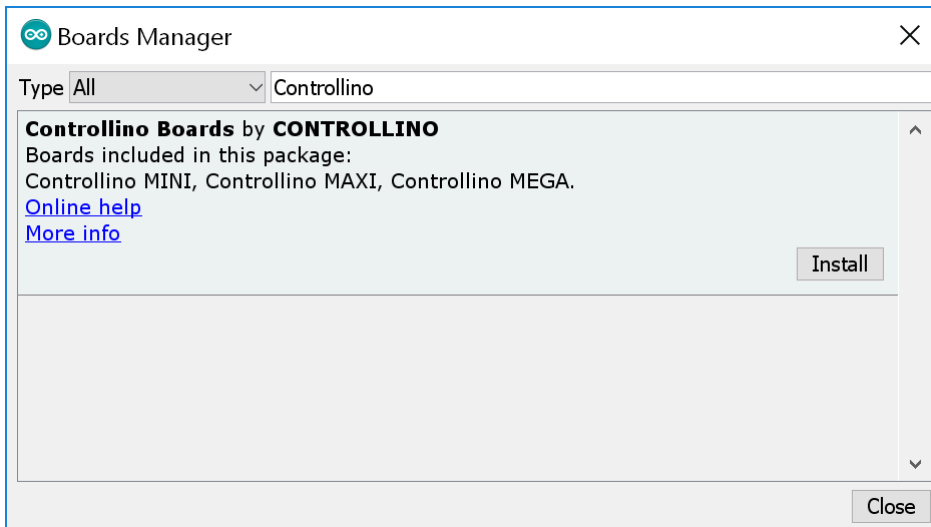 Boards Manager
Type All Controllino
Controllino Boards by CONTROLLINO
Boards included in this package:
Controllino MINI, Controllino MAXI, Controllino MEGA.
Online help
More info
Install
Close